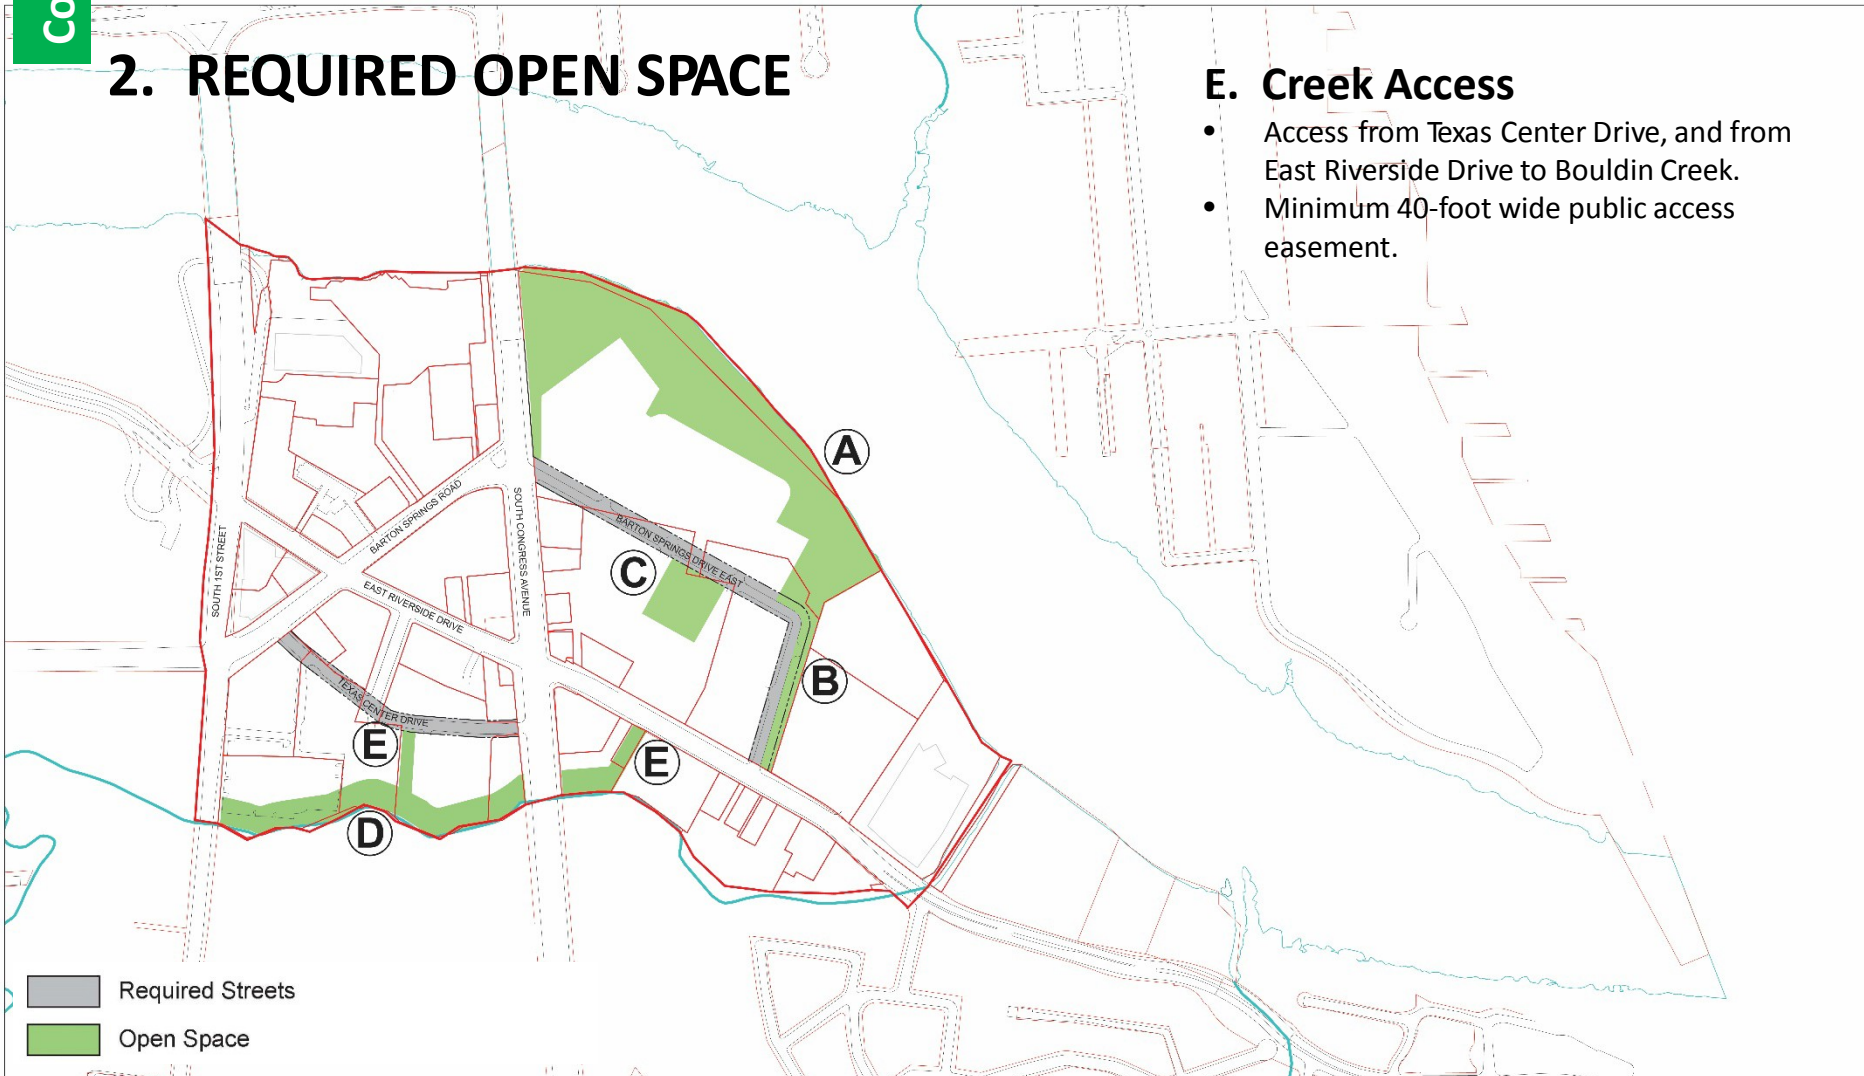 Co
2. REQUIRED OPEN SPACE
E. Creek Access
• Access from Texas Center Drive, and from
East Riverside Drive to Bouldin Creek.
• Minimum 40-foot wide public access
easement.
A
BARTON SPRINGS ROAD
SOUTH CONGRESS AVENUE
BARTON SPRINGS DRIVE EAST
SOUTH 1ST STREET
C
EAST RIVERSIDE DRIVE
B
TEXAS CENTER DRIVE
E
E
D
Required Streets
Open Space